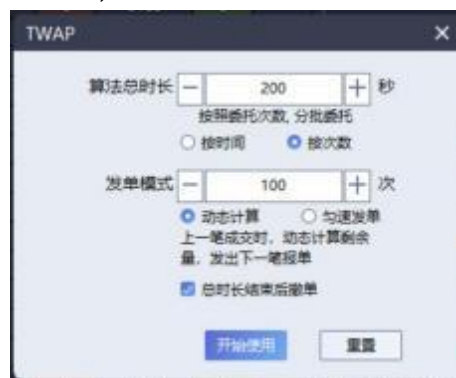 TWAP
算法总时长 200 秒
按照委托次数, 分批委托
按时间 按次数
发单模式 100 次
动态计算 匀速发单
上一笔成交时, 动态计算剩余
量, 发出下一笔报单
总时长结束后撤单
开始使用 重置